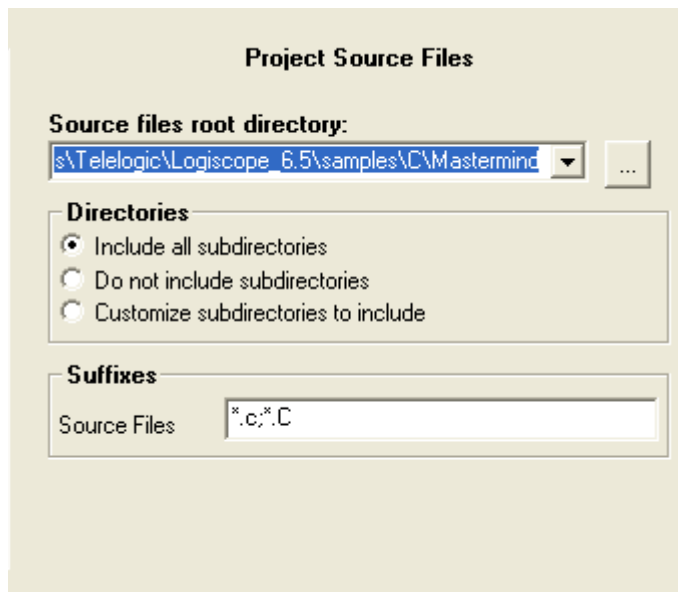 Project Source Files
Source files root directory:
s\Telelogic\Logiscope_6.5\samples\C\Mastermind
...
Directories
Include all subdirectories
Do not include subdirectories
Customize subdirectories to include
Suffixes
Source Files
*.c;*.C